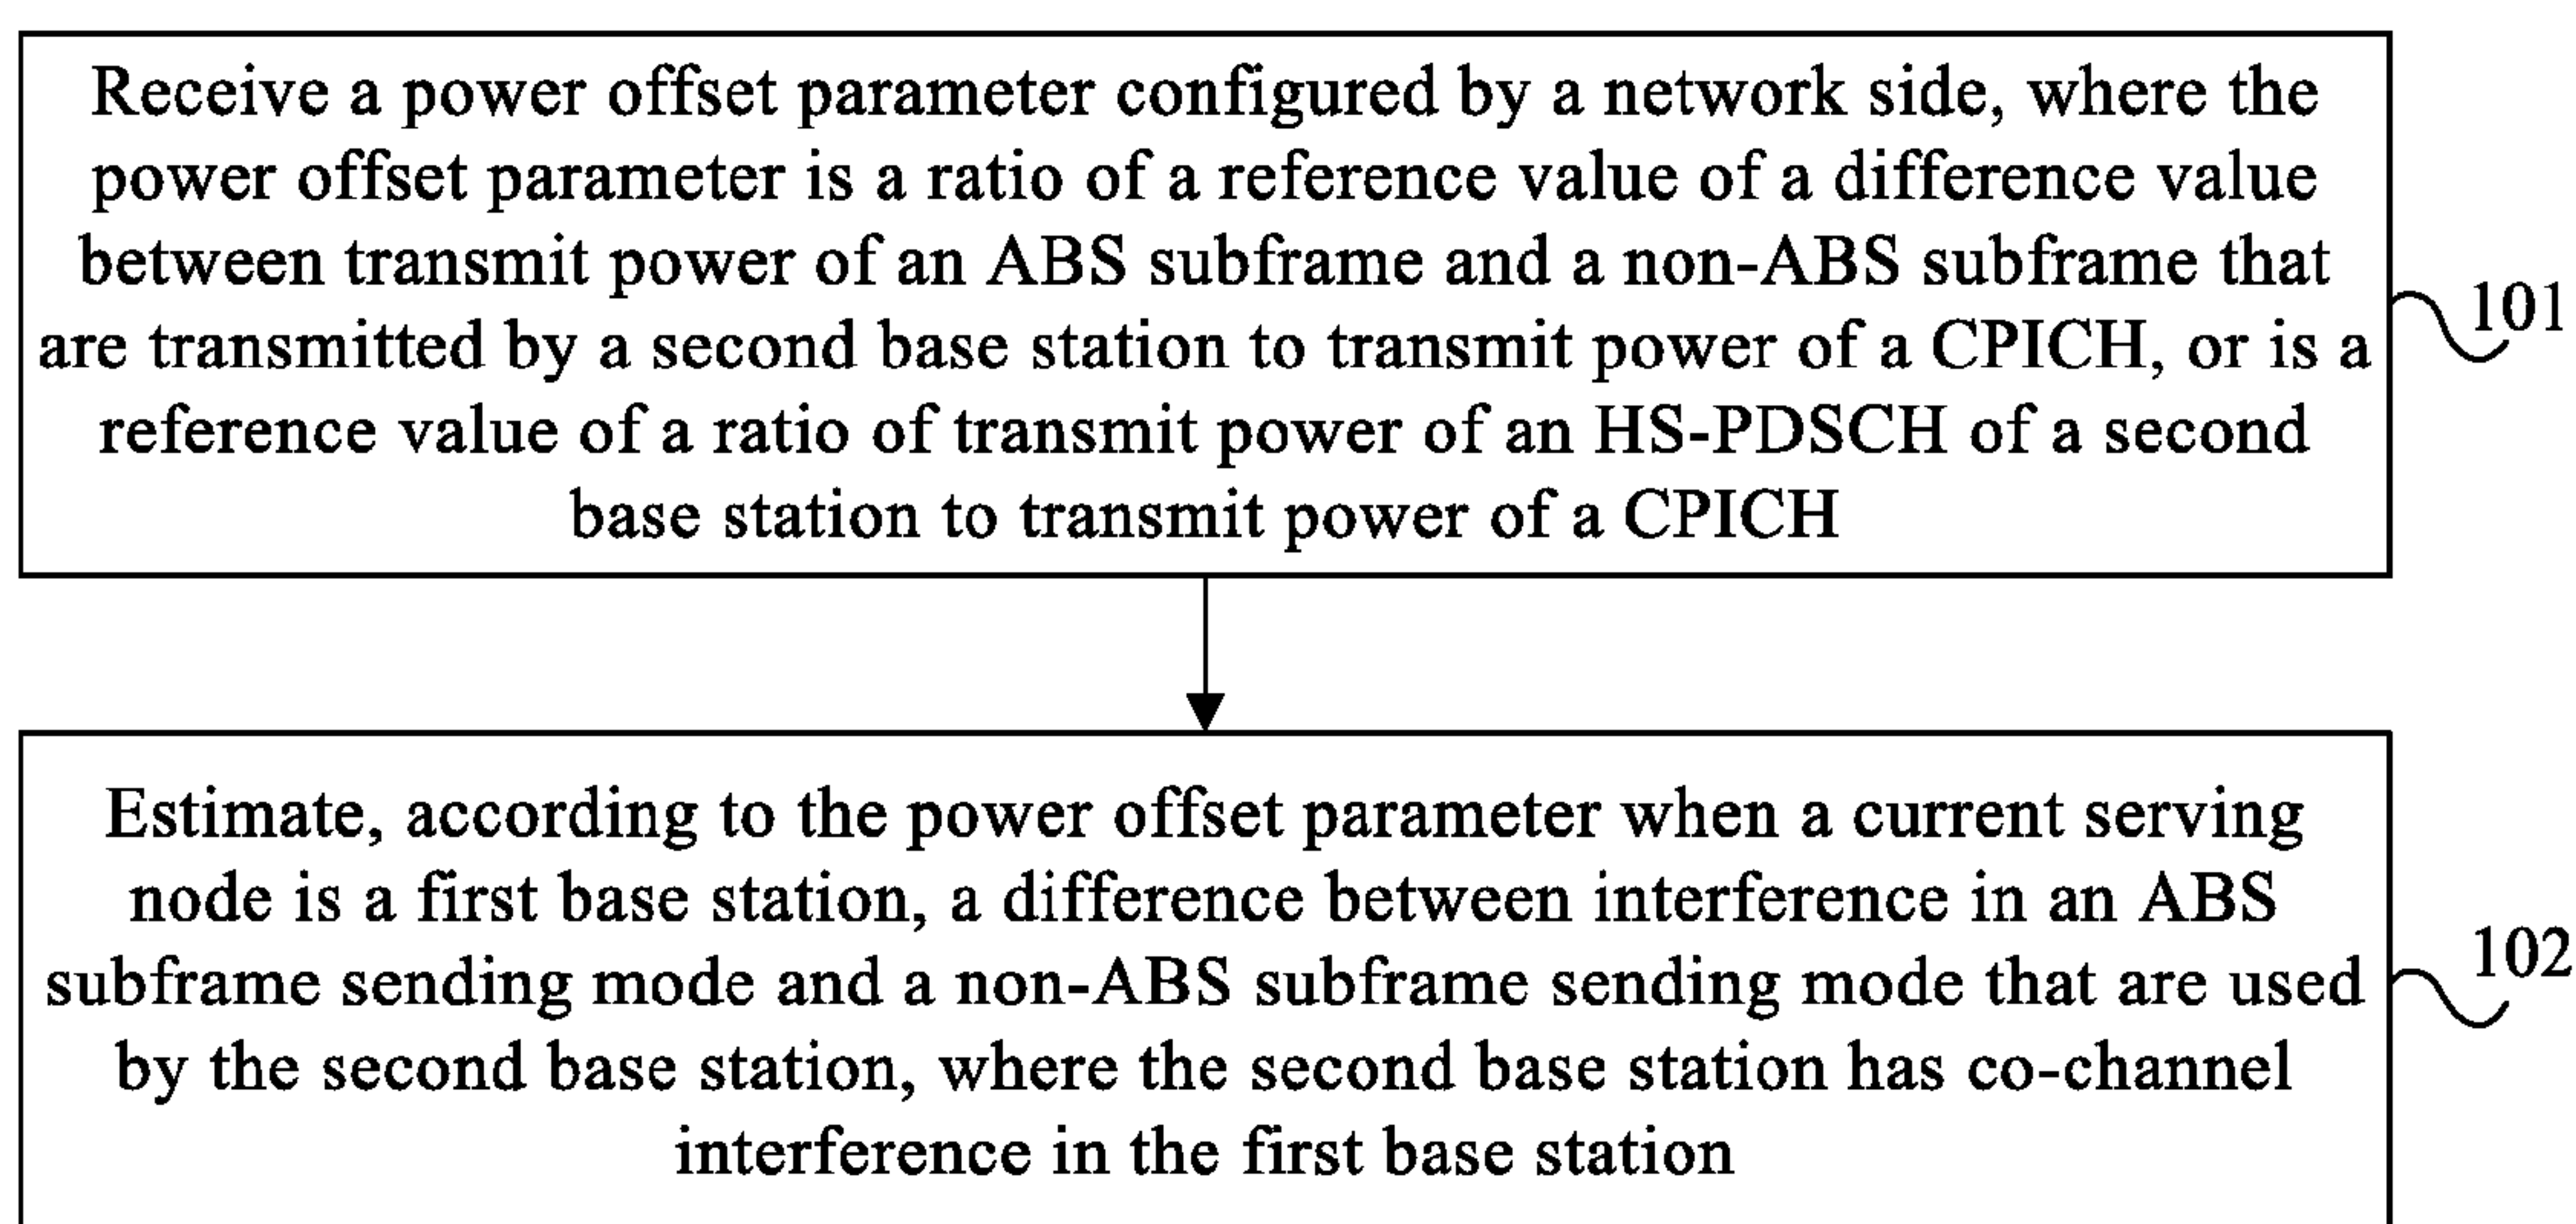 Receive a power offset parameter configured by a network side, where the
power offset parameter is a ratio of a reference value of a difference value
between transmit power of an ABS subframe and a non-ABS subframe that
are transmitted by a second base station to transmit power of a CPICH, or is a
reference value of a ratio of transmit power of an HS-PDSCH of a second
base station to transmit power of a CPICH
101
Estimate, according to the power offset parameter when a current serving
node is a first base station, a difference between interference in an ABS
subframe sending mode and a non-ABS subframe sending mode that are used
by the second base station, where the second base station has co-channel
interference in the first base station
102